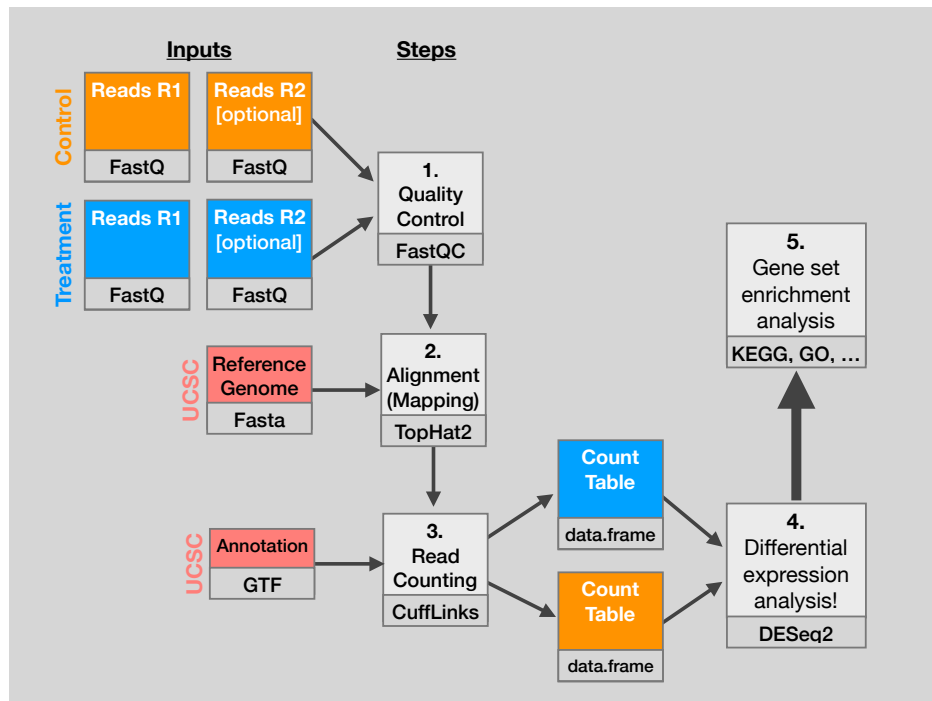 Inputs
Steps
Control
Reads R1
FastQ
Reads R2
[optional]
FastQ
Treatment
Reads R1
FastQ
Reads R2
[optional]
FastQ
1.
Quality
Control
FastQC
UCSC
Reference
Genome
Fasta
2.
Alignment
(Mapping)
TopHat2
UCSC
Annotation
GTF
3.
Read
Counting
CuffLinks
Count
Table
data.frame
Count
Table
data.frame
4.
Differential
expression
analysis!
DESeq2
5.
Gene set
enrichment
analysis
KEGG, GO, …